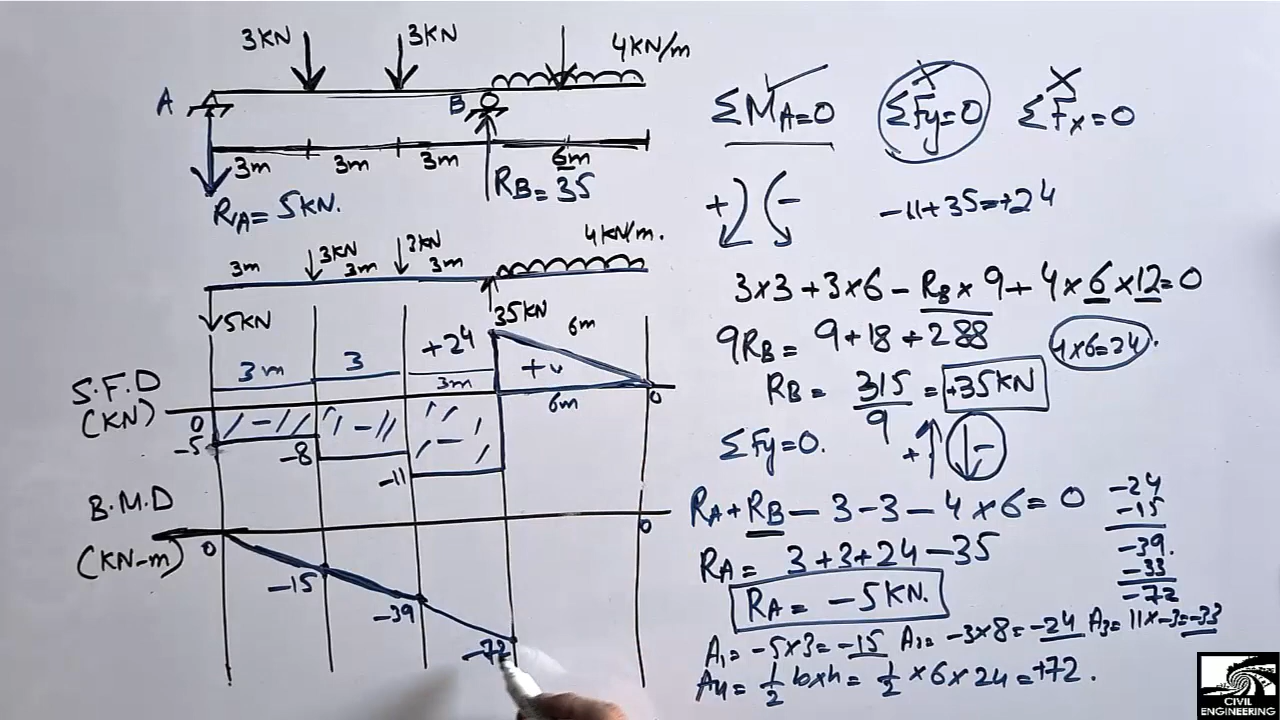 3KN 3KN 4KN/m
A B
3m 3m 3m 6m
RA= 5KN. RB= 35
3KN 3KN 4KN/m.
3m 3m 3m
5KN 35KN 6m
3m 3 +24 3m +v 6m 0
S.F.D
(KN)
0 -5 -8 -11
B.M.D
(KN-m)
0 -15 -39 -72 0
ΣMA=0 ΣFy=0 ΣFx=0
+ - -11+35=+24
3×3+3×6-RB×9+4×6×12=0
9RB= 9+18+288 4×6=24.
RB= 315/9 = +35KN
ΣFy=0. + -
RA+RB-3-3-4×6=0
RA= 3+3+24-35
RA= -5KN.
-24
-15
-39.
-33
-72
A1= -5×3= -15 A2= -3×8= -24 A3= 11×-3=-33
A4= 1/2 b×h= 1/2 ×6×24=+72.
CIVIL
ENGINEERING